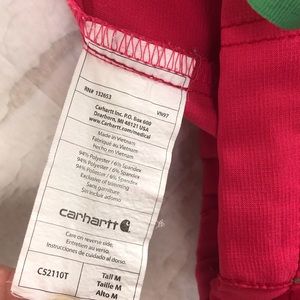 RN# 132653 VN97
Carhartt Inc. P.O. Box 600
Dearborn, MI 48121 USA
www.Carhartt.com/medical
Made in Vietnam
Fabriqué au Vietnam
Hecho en Vietnam
94% Polyester / 6% Spandex
94% Polyester / 6% Spandex
94% Poliéster / 6% Spandex
Exclusive of trimming
Sans garniture
Sin incluir adorno
carhartt
Care on reverse side.
Entretien au verso.
Instrucciones de cuidado al dorso.
C52110T
Tall M
Taille M
Alto M